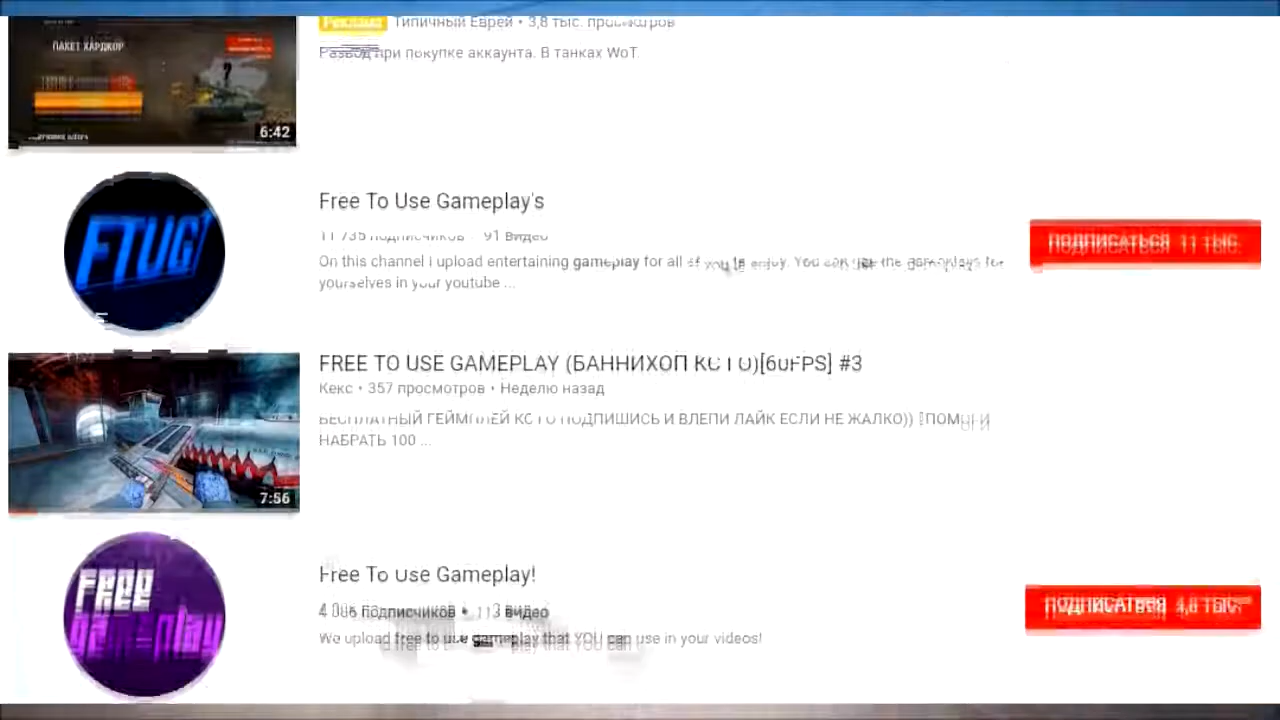 Реклама Типичный Еврей • 3,8 тыс. просмотров
ПАКЕТ ХАРДКОР
Развод при покупке аккаунта. В танках WoT
6:42
Free To Use Gameplay's
FTUG
11 735 подписчиков 91 видео
ПОДПИСАТЬСЯ 11 ТЫС.
On this channel i upoad entertaining gameplay for all of you to enjoy. You can use the gameplays for
yourselves in your youtube ...
FREE TO USE GAMEPLAY (БАННИХОП КС ГО)[60FPS] #3
Кекс • 357 просмотров • Неделю назад
БЕСПЛАТНЫЙ ГЕЙМПЛЕЙ КС ГО ПОДПИШИСЬ И ВЛЕПИ ЛАЙК ЕСЛИ НЕ ЖАЛКО)) ПОМОГИ
НАБРАТЬ 100 ...
7:56
Free To Use Gameplay!
FREE
gameplay
подписчиков • 113 видео
ПОДПИСАТЬСЯ 4,8 ТЫС.
We upload free to use gameplay that YOU can use in your videos!